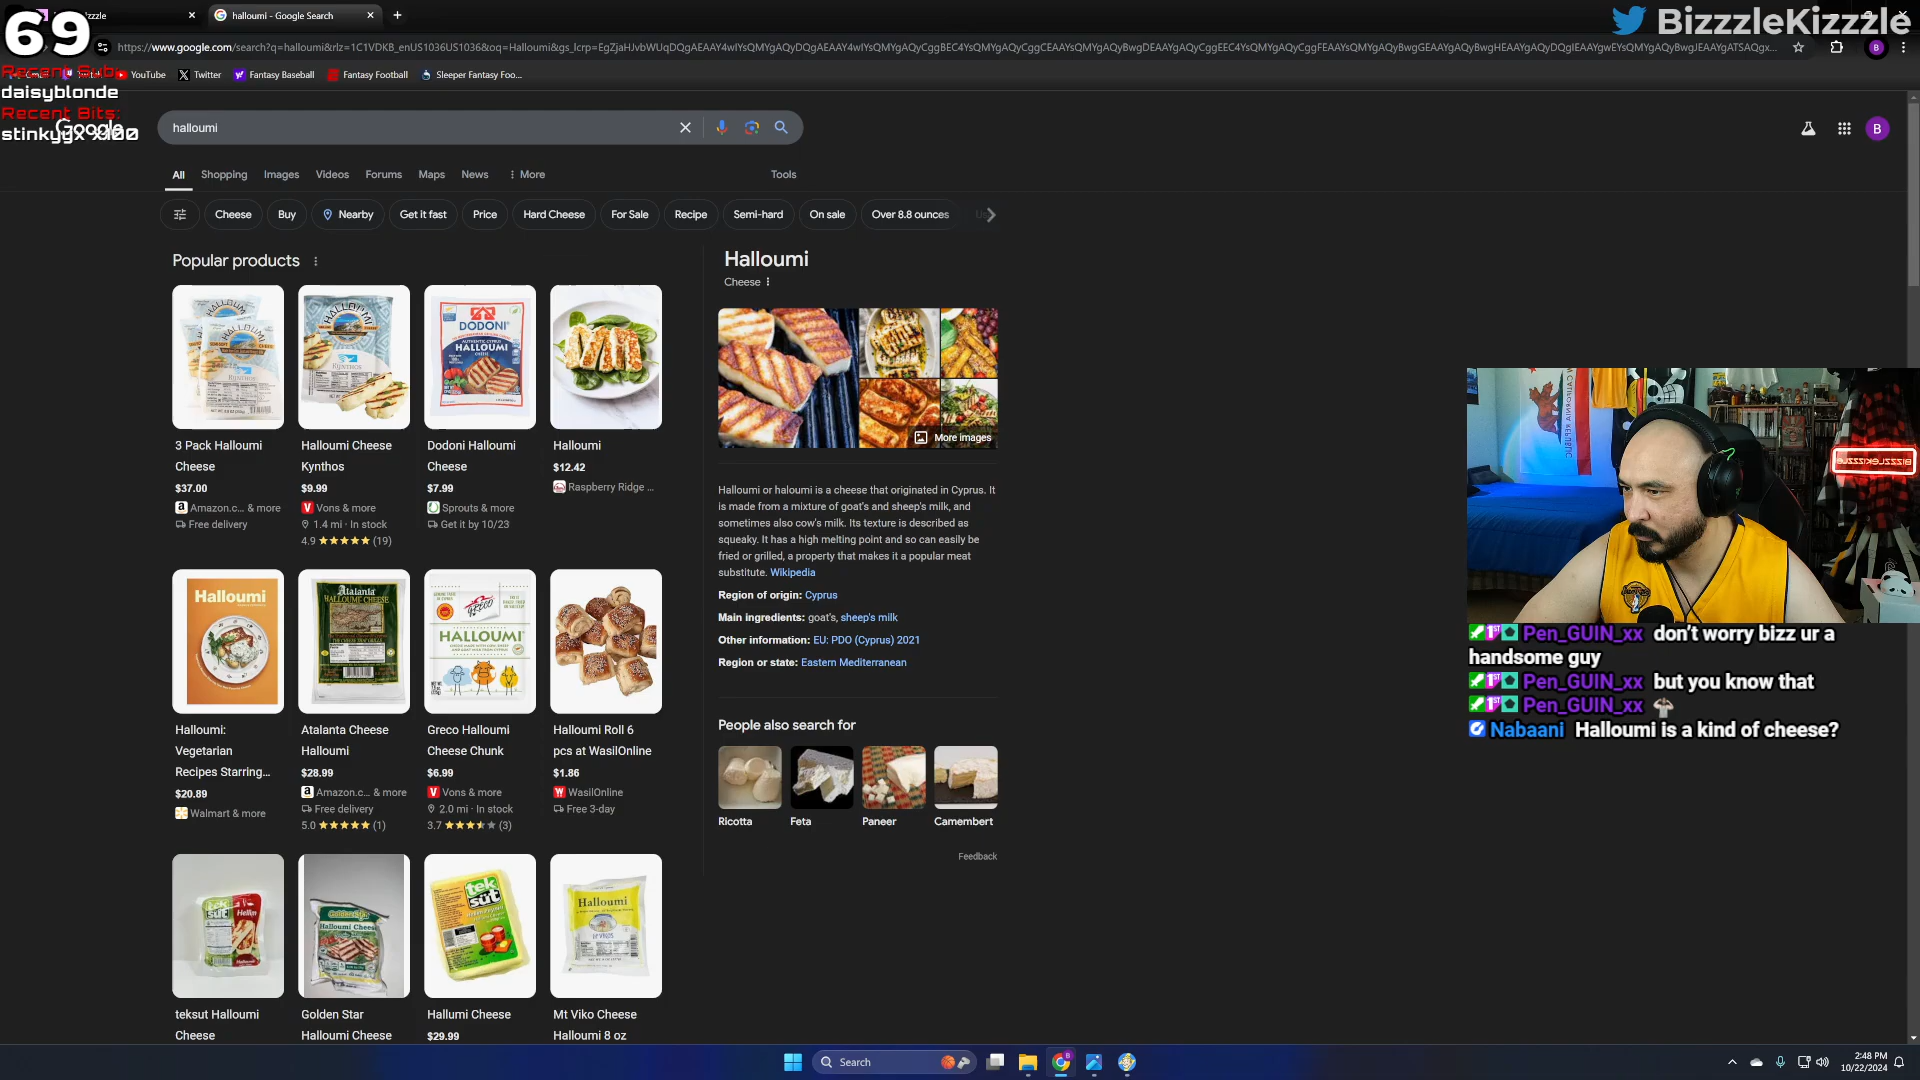 69
Recent Sub:
daisyblonde
Recent Bits:
stinkygx x100
halloumi - Google Search
BizzzleKizzzle
YouTube
Twitter
Fantasy Baseball
Fantasy Football
Sleeper Fantasy Foo...
Google
halloumi
B
All
Shopping
Images
Videos
Forums
Maps
News
More
Tools
Cheese
Buy
Nearby
Get it fast
Price
Hard Cheese
For Sale
Recipe
Semi-hard
On sale
Over 8.8 ounces
Popular products
3 Pack Halloumi
Cheese
$37.00
Amazon.c... & more
Free delivery
Halloumi Cheese
Kynthos
$9.99
Vons & more
1.4 mi · In stock
4.9 ★★★★★ (19)
DODONI
HALLOUMI
Dodoni Halloumi
Cheese
$7.99
Sprouts & more
Get it by 10/23
Halloumi
$12.42
Raspberry Ridge ...
Halloumi
Halloumi:
Vegetarian
Recipes Starring...
$20.89
Walmart & more
Atalanta
HALLOUMI CHEESE
Atalanta Cheese
Halloumi
$28.99
Amazon.c... & more
Free delivery
5.0 ★★★★★ (1)
GRECO
HALLOUMI
Greco Halloumi
Cheese Chunk
$6.99
Vons & more
2.0 mi · In stock
3.7 (3)
Halloumi Roll 6
pcs at WasilOnline
$1.86
WasilOnline
Free 3-day
teksut Halloumi
Cheese
Golden Star
Halloumi Cheese
tek
süt
Hallumi Cheese
$29.99
Halloumi
Mt Viko Cheese
Halloumi 8 oz
Halloumi
Cheese
More images
Halloumi or haloumi is a cheese that originated in Cyprus. It
is made from a mixture of goat's and sheep's milk, and
sometimes also cow's milk. Its texture is described as
squeaky. It has a high melting point and so can easily be
fried or grilled, a property that makes it a popular meat
substitute. Wikipedia
Region of origin: Cyprus
Main ingredients: goat's, sheep's milk
Other information: EU: PDO (Cyprus) 2021
Region or state: Eastern Mediterranean
People also search for
Ricotta
Feta
Paneer
Camembert
Feedback
Pen_GUIN_xx don't worry bizz ur a
handsome guy
Pen_GUIN_xx but you know that
Pen_GUIN_xx
Nabaani Halloumi is a kind of cheese?
Search
2:48 PM
10/22/2024